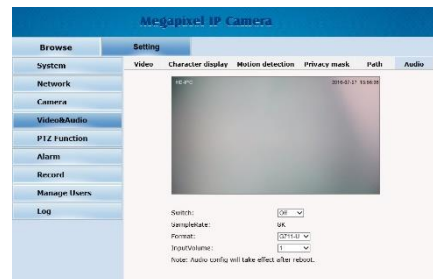 Megapixel IP Camera
Browse Setting
System
Network
Camera
Video&Audio
PTZ Function
Alarm
Record
Manage Users
Log
Video Character display Motion detection Privacy mask Path Audio
Switch: Off
SampleRate: 8K
Format: G711-U
InputVolume: 1
Note: Audio config will take effect after reboot.